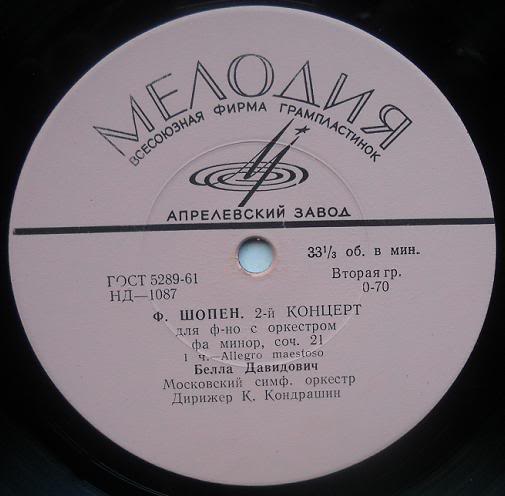 МЕЛОДИЯ
ВСЕСОЮЗНАЯ ФИРМА ГРАМПЛАСТИНОК
АПРЕЛЕВСКИЙ ЗАВОД
33⅓ об. в мин.
ГОСТ 5289-61
Вторая гр.
НД—1087
0-70
Ф. ШОПЕН. 2-й КОНЦЕРТ
для ф-но с оркестром
фа минор, соч. 21
1 ч. Allegro maestoso
Белла Давидович
Московский симф. оркестр
Дирижер К. Кондрашин